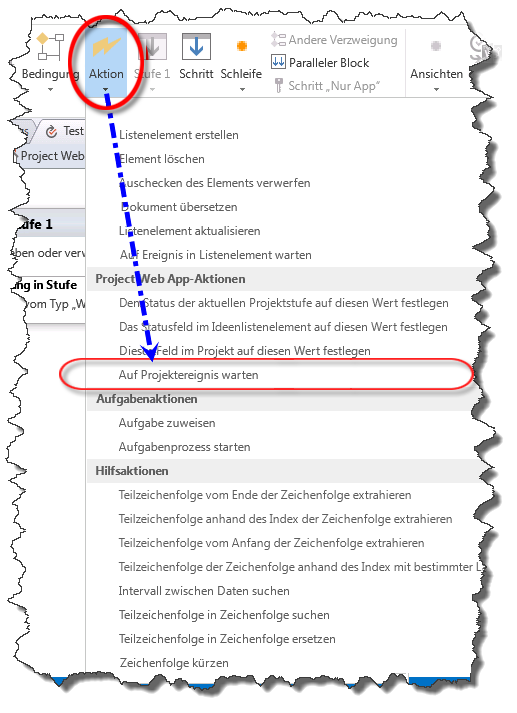 Andere Verzweigung
Bedingung
Aktion
Stufe 1
Schritt
Schleife
Paralleler Block
Ansichten
Schritt „Nur App“
Test
Project Web
Listenelement erstellen
Element löschen
Auschecken des Elements verwerfen
Dokument übersetzen
Listenelement aktualisieren
Auf Ereignis in Listenelement warten
ufe 1
ben oder verw
ng in Stufe
vom Typ „W
Project Web App-Aktionen
Den Status der aktuellen Projektstufe auf diesen Wert festlegen
Das Statusfeld im Ideenlistenelement auf diesen Wert festlegen
Dieses Feld im Projekt auf diesen Wert festlegen
Auf Projektereignis warten
Aufgabenaktionen
Aufgabe zuweisen
Aufgabenprozess starten
Hilfsaktionen
Teilzeichenfolge vom Ende der Zeichenfolge extrahieren
Teilzeichenfolge anhand des Index der Zeichenfolge extrahieren
Teilzeichenfolge vom Anfang der Zeichenfolge extrahieren
Teilzeichenfolge der Zeichenfolge anhand des Index mit bestimmter L
Intervall zwischen Daten suchen
Teilzeichenfolge in Zeichenfolge suchen
Teilzeichenfolge in Zeichenfolge ersetzen
Zeichenfolge kürzen